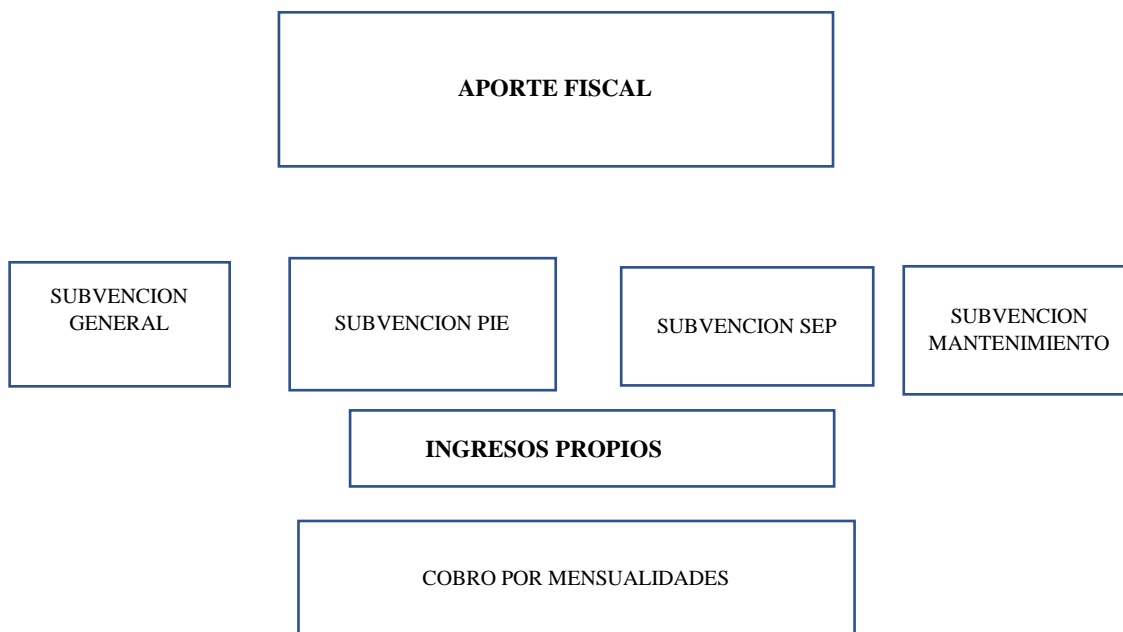 APORTE FISCAL
SUBVENCION
GENERAL
SUBVENCION PIE
SUBVENCION SEP
SUBVENCION
MANTENIMIENTO
INGRESOS PROPIOS
COBRO POR MENSUALIDADES